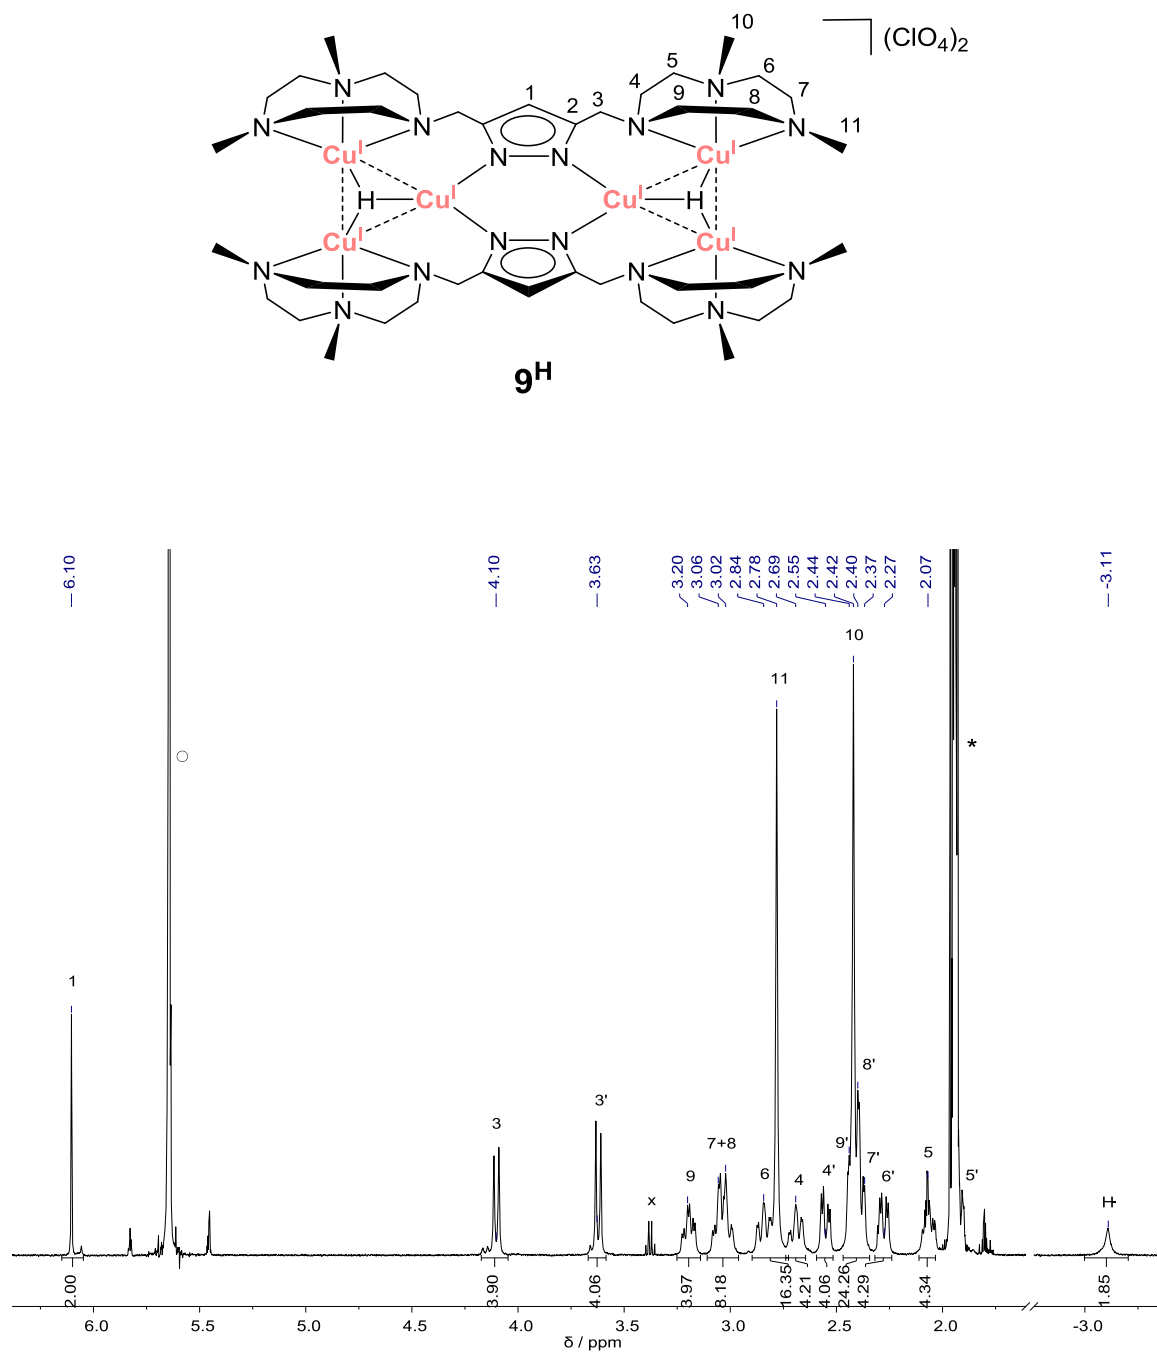 10
(ClO4)2
N 5 6 N
4 1 2 3 9 8 7
N N N N 11
CuI N N CuI
H CuI CuI H
CuI N N CuI
N N N N
N N
9H
6.10 4.10 3.63 3.20 3.06 3.02 2.84 2.78 2.69 2.55 2.44 2.42 2.40 2.37 2.27 2.07 -3.11
10
11
*
1
8'
3 3' 7+8 9' 7'
x 9 6 4 4' 6' 5 5' H-
2.00 3.90 4.06 3.97 8.18 16.35 4.21 4.06 24.26 4.29 4.34 1.85
6.0 5.5 5.0 4.5 4.0 3.5 3.0 2.5 2.0 -3.0
δ / ppm